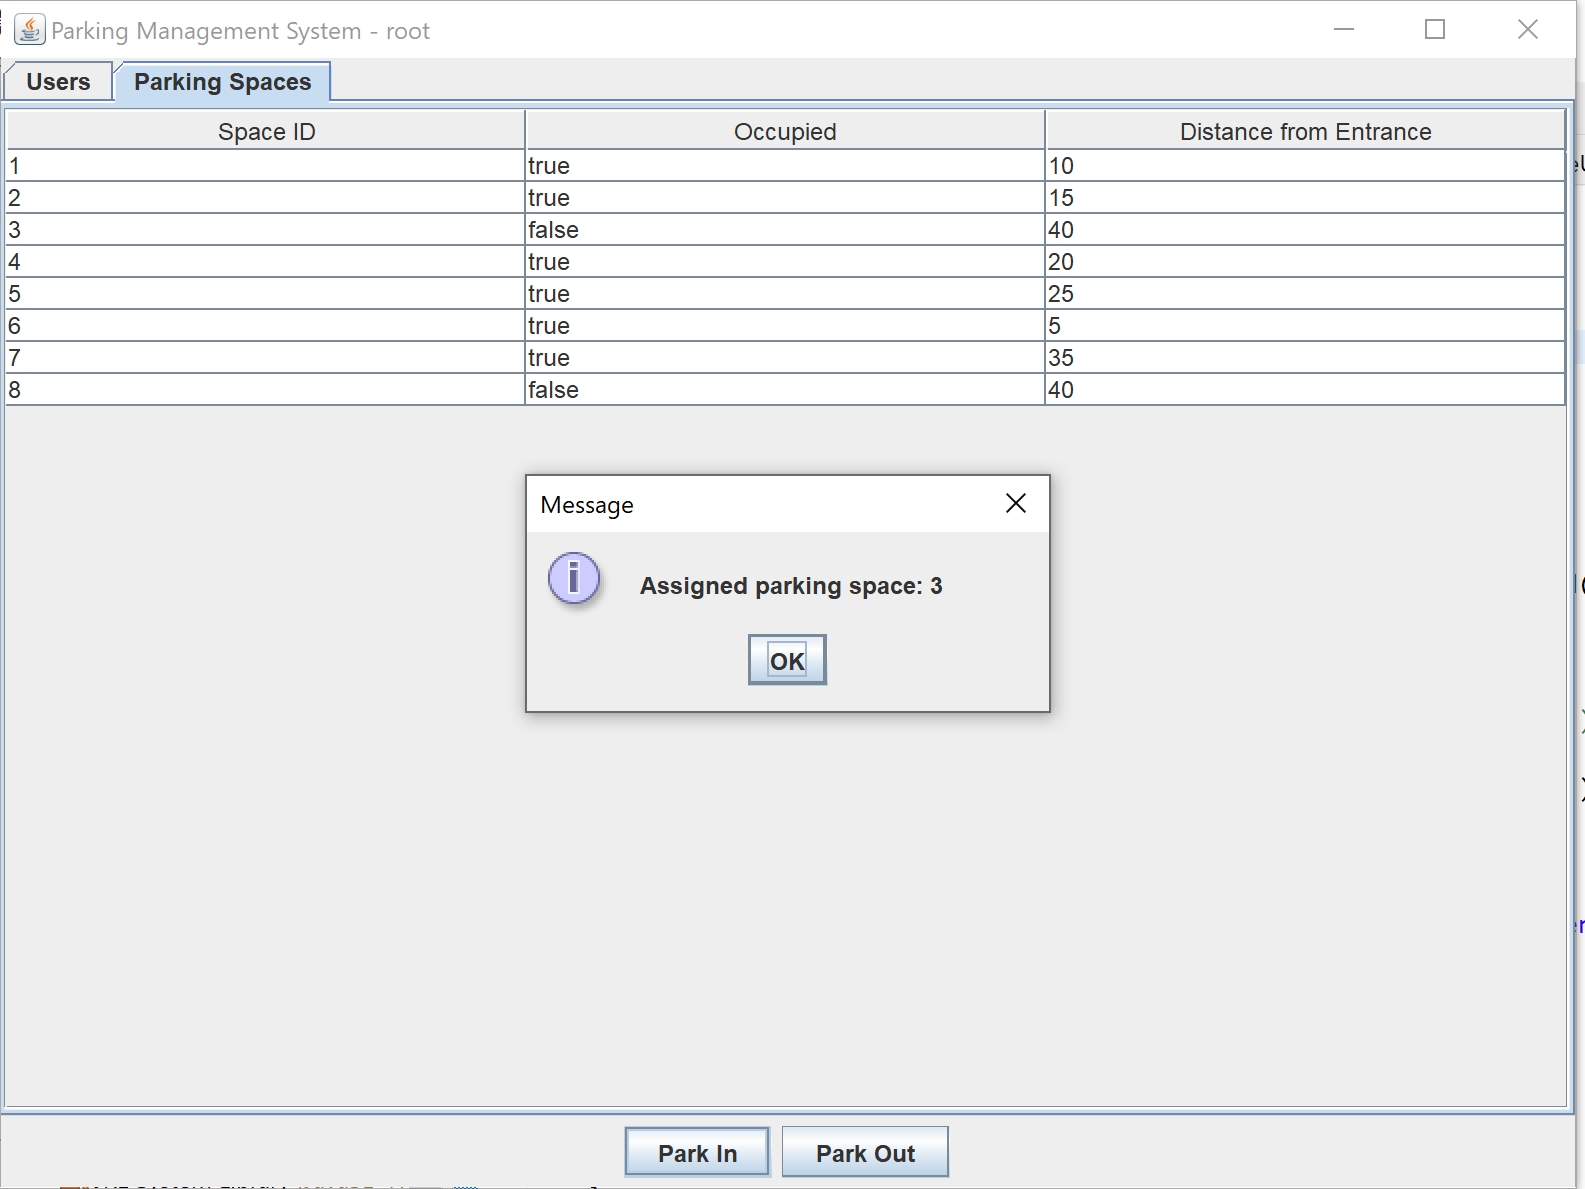 Parking Management System - root
Users Parking Spaces
Space ID Occupied Distance from Entrance
1 true 10
2 true 15
3 false 40
4 true 20
5 true 25
6 true 5
7 true 35
8 false 40
Message
Assigned parking space: 3
OK
Park In Park Out